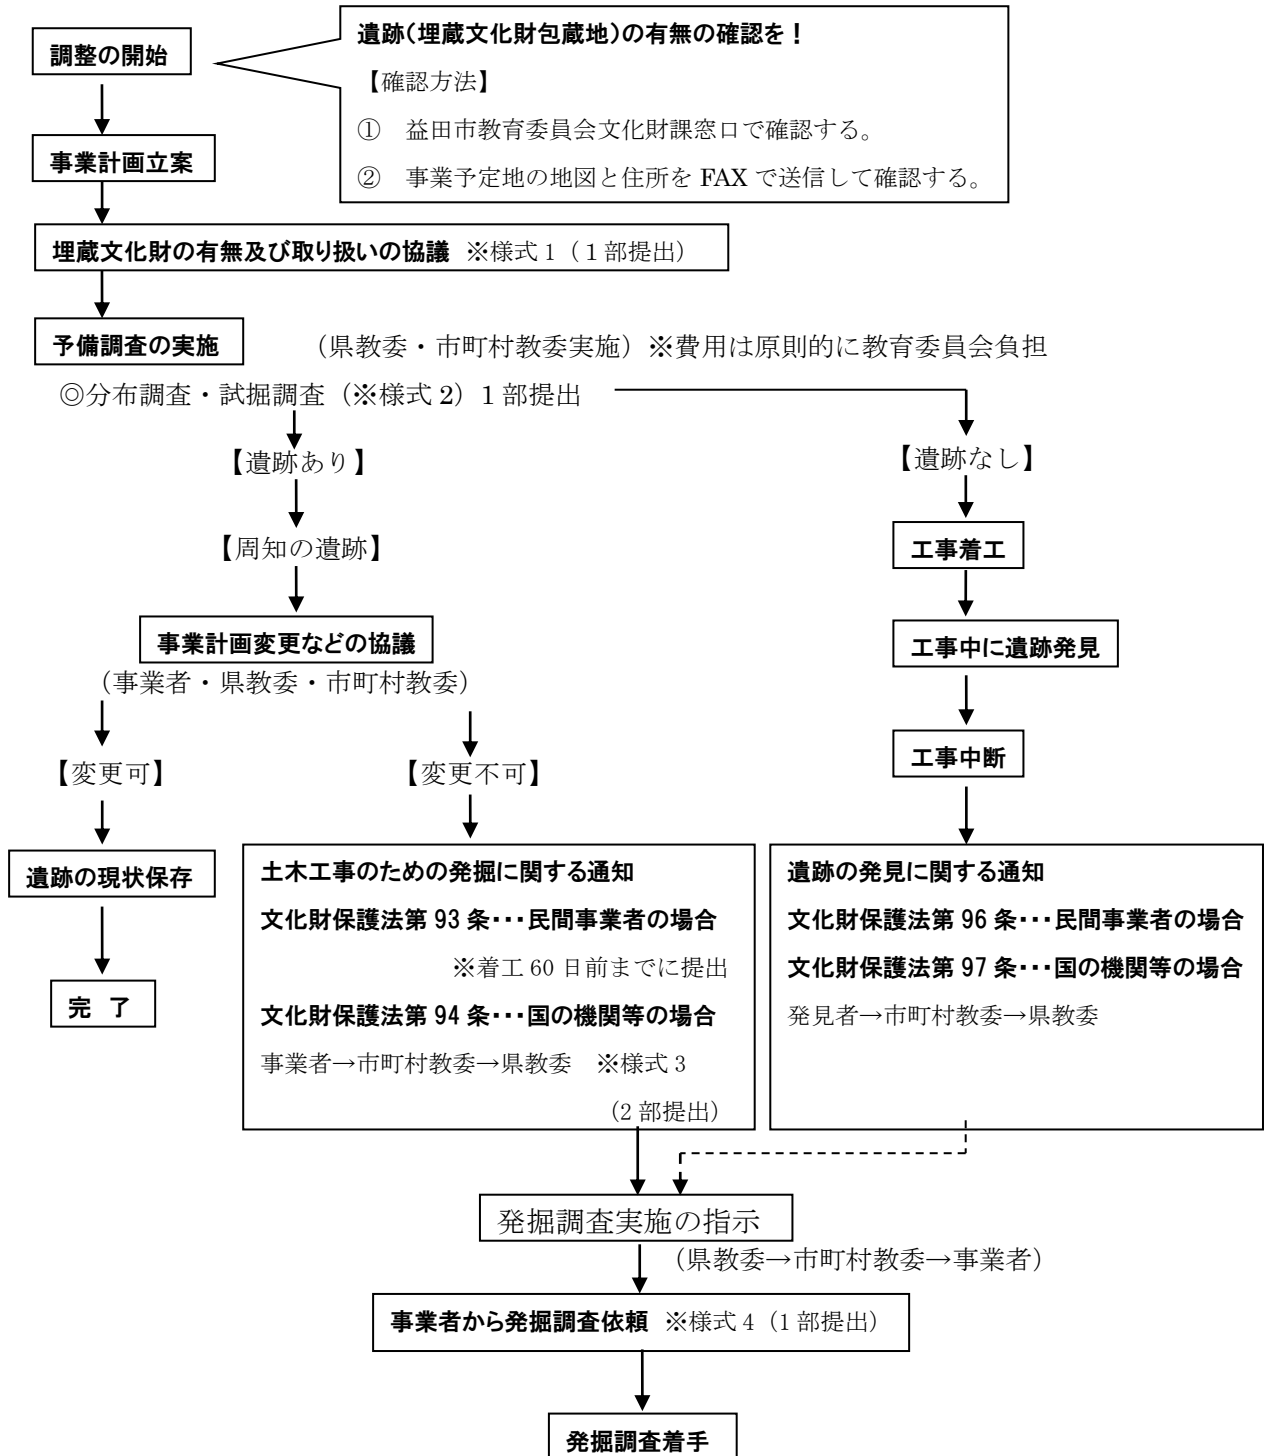 調整の開始
遺跡（埋蔵文化財包蔵地）の有無の確認を！
【確認方法】
① 益田市教育委員会文化財課窓口で確認する。
② 事業予定地の地図と住所を FAX で送信して確認する。
事業計画立案
埋蔵文化財の有無及び取り扱いの協議 ※様式 1（１部提出）
予備調査の実施 （県教委・市町村教委実施）※費用は原則的に教育委員会負担
◎分布調査・試掘調査（※様式 2）１部提出
【遺跡あり】
【周知の遺跡】
事業計画変更などの協議
（事業者・県教委・市町村教委）
【変更可】
【変更不可】
遺跡の現状保存
完 了
土木工事のための発掘に関する通知
文化財保護法第 93 条・・・民間事業者の場合
※着工 60 日前までに提出
文化財保護法第 94 条・・・国の機関等の場合
事業者→市町村教委→県教委 ※様式 3
（2 部提出）
【遺跡なし】
工事着工
工事中に遺跡発見
工事中断
遺跡の発見に関する通知
文化財保護法第 96 条・・・民間事業者の場合
文化財保護法第 97 条・・・国の機関等の場合
発見者→市町村教委→県教委
発掘調査実施の指示
（県教委→市町村教委→事業者）
事業者から発掘調査依頼 ※様式 4（1 部提出）
発掘調査着手